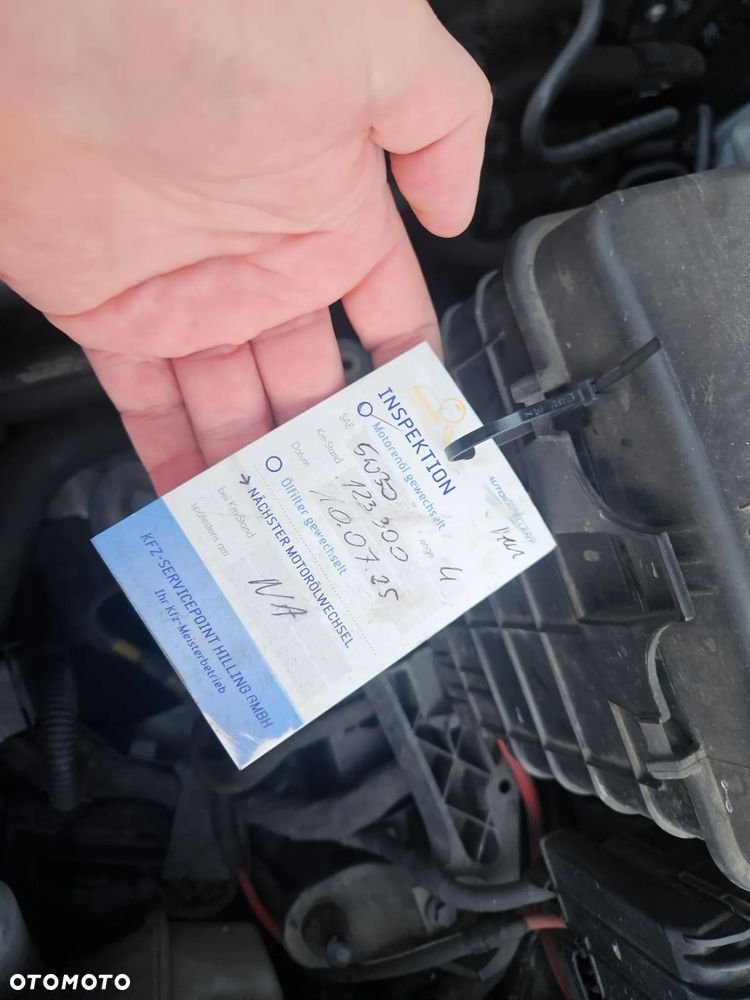 INSPEKTION
Motorenöl gewechselt
SAE 5W30 4
Km-Stand 123 300
Datum 10.07.25
Ölfilter gewechselt
NÄCHSTER MOTORÖLWECHSEL
bei Km-Stand
spätestens am NA
KFZ-SERVICEPOINT HILLING GMBH
Ihr Kfz-Meisterbetrieb
OTOMOTO